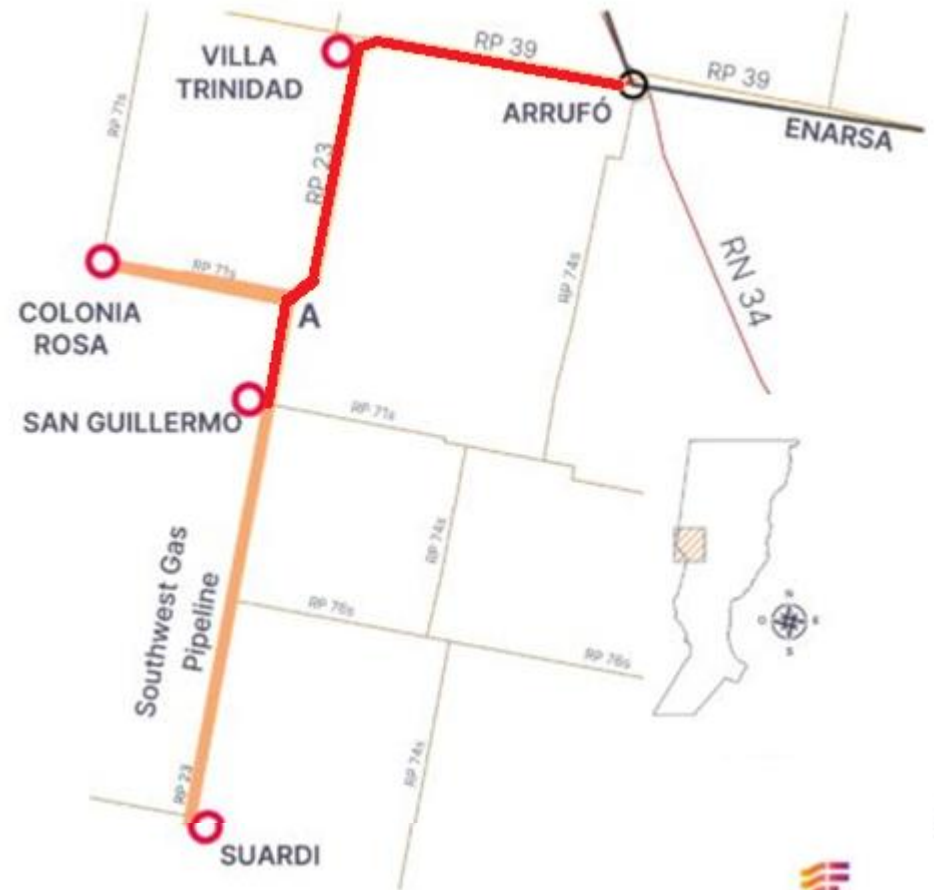 VILLA
TRINIDAD
RP 39
RP 39
ARRUFÓ
ENARSA
RP 71s
RP 23
RP 71s
COLONIA
ROSA
A
RP 74s
RN 34
SAN GUILLERMO
RP 71s
RP 74s
Southwest Gas
Pipeline
RP 76s
RP 76s
N
O
E
S
RP 23
RP 74s
SUARDI